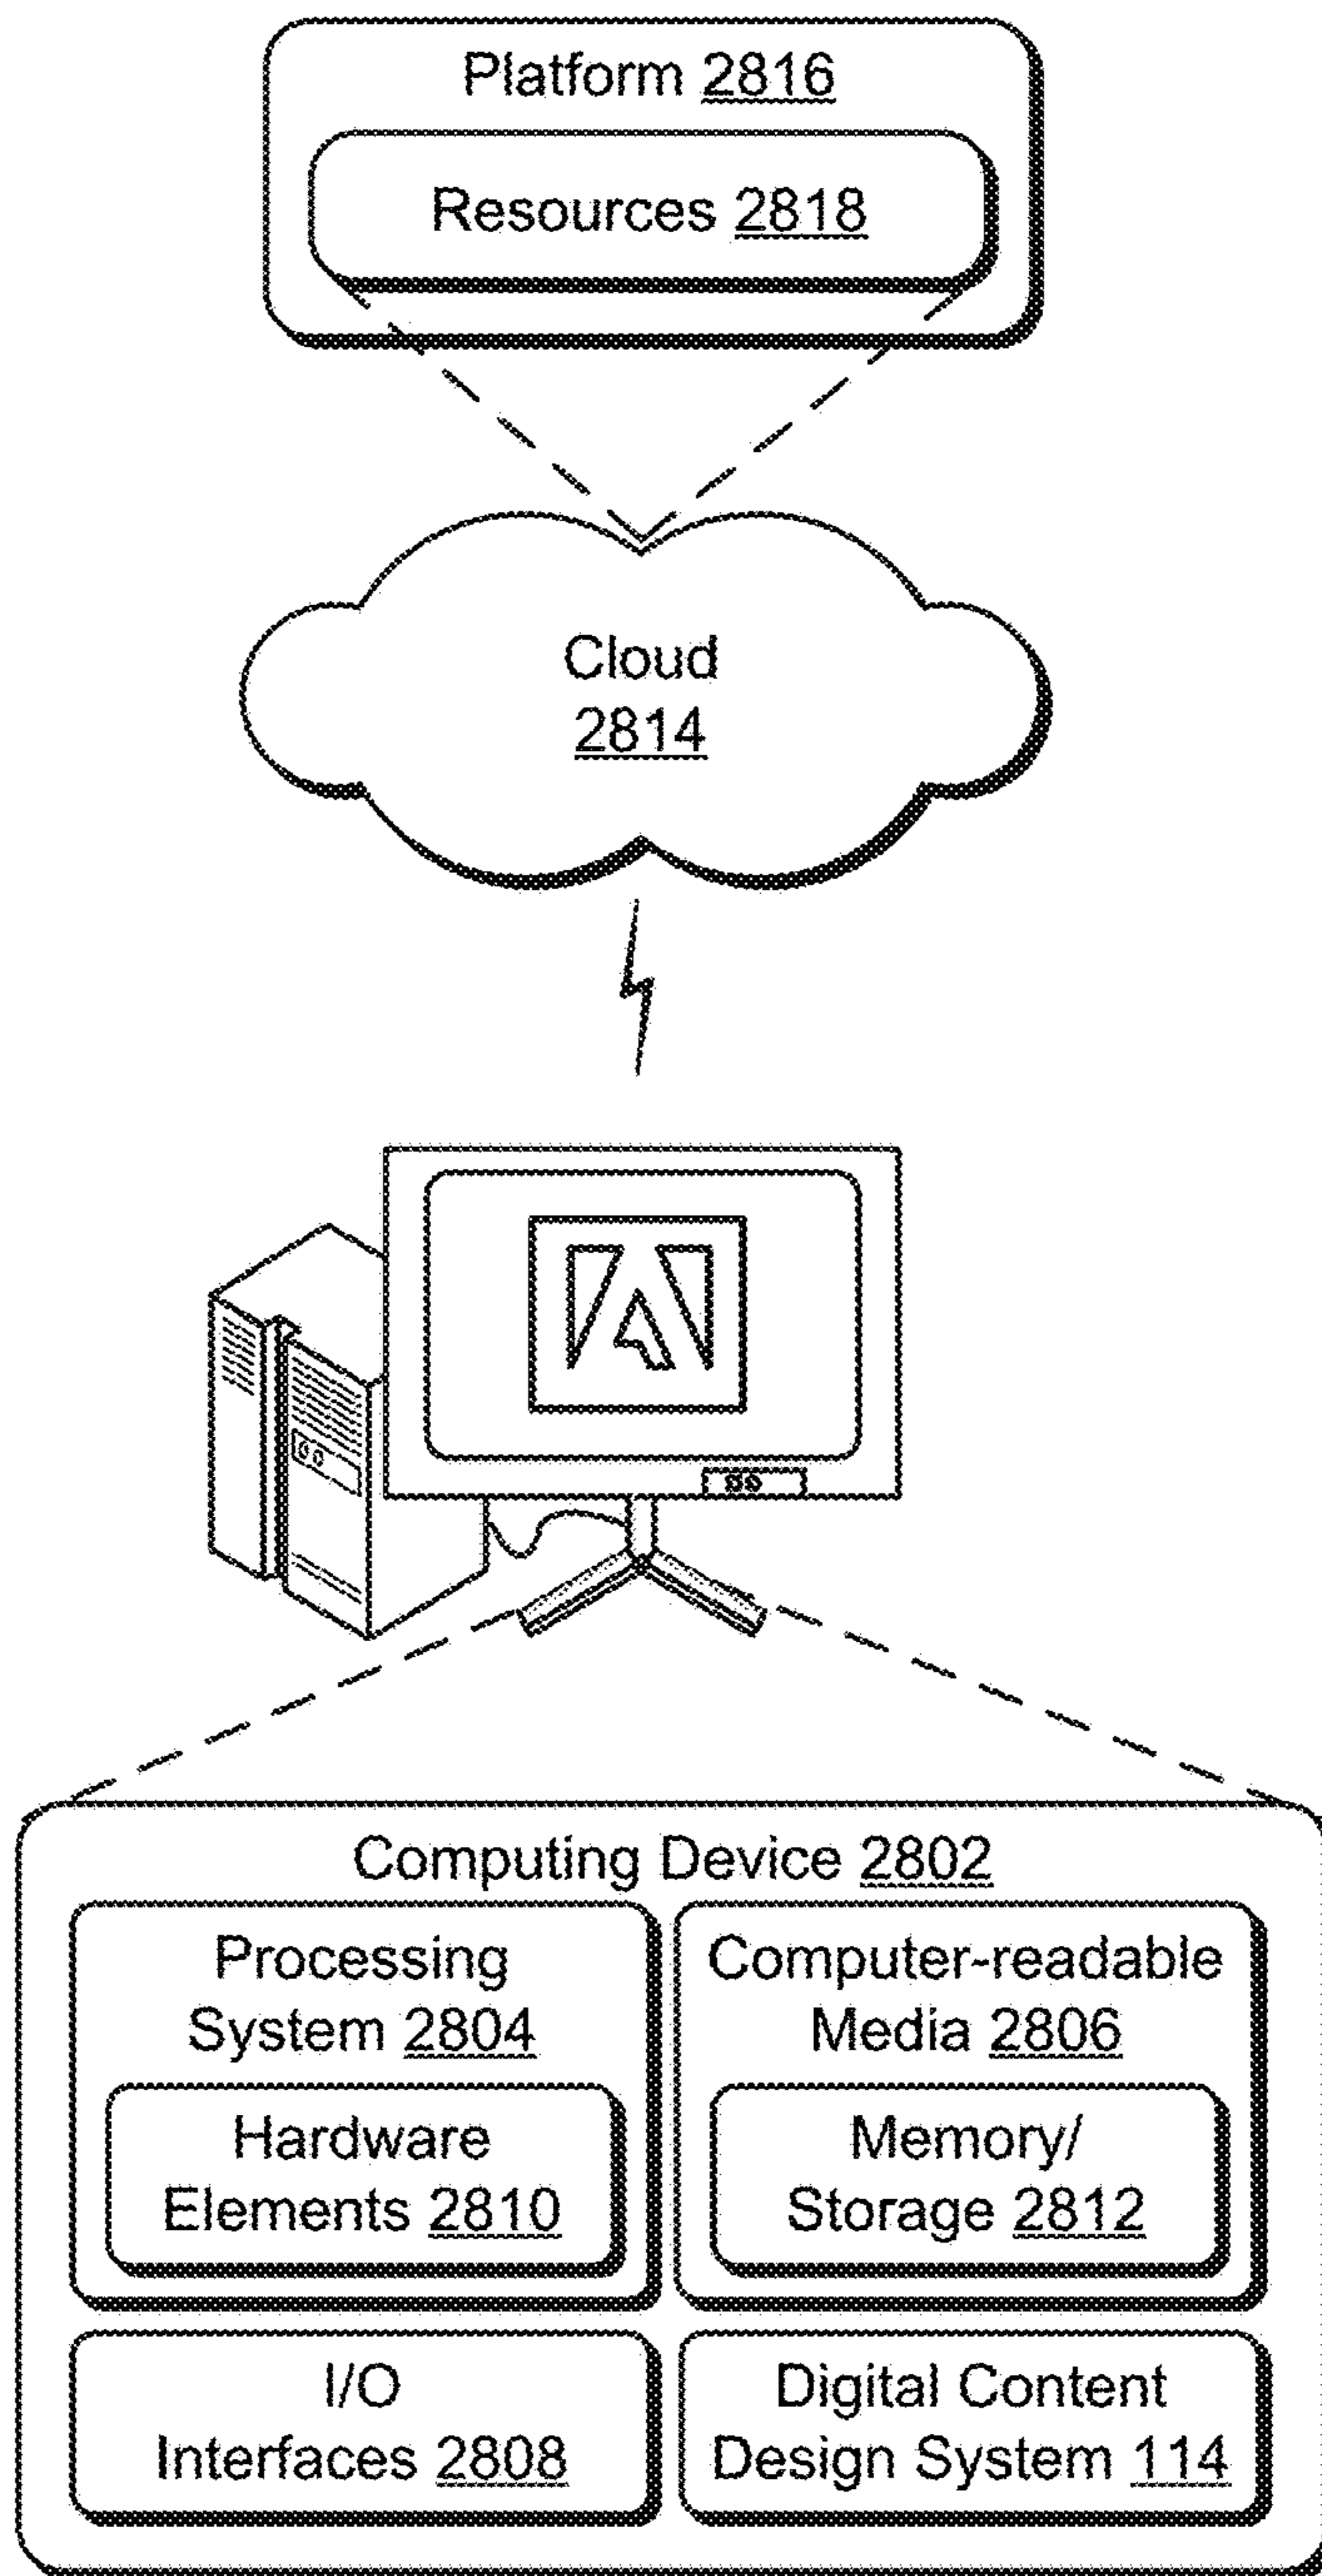 Platform 2816
Resources 2818
Cloud
2814
Computing Device 2802
Processing
System 2804
Hardware
Elements 2810
Computer-readable
Media 2806
Memory/
Storage 2812
I/O
Interfaces 2808
Digital Content
Design System 114